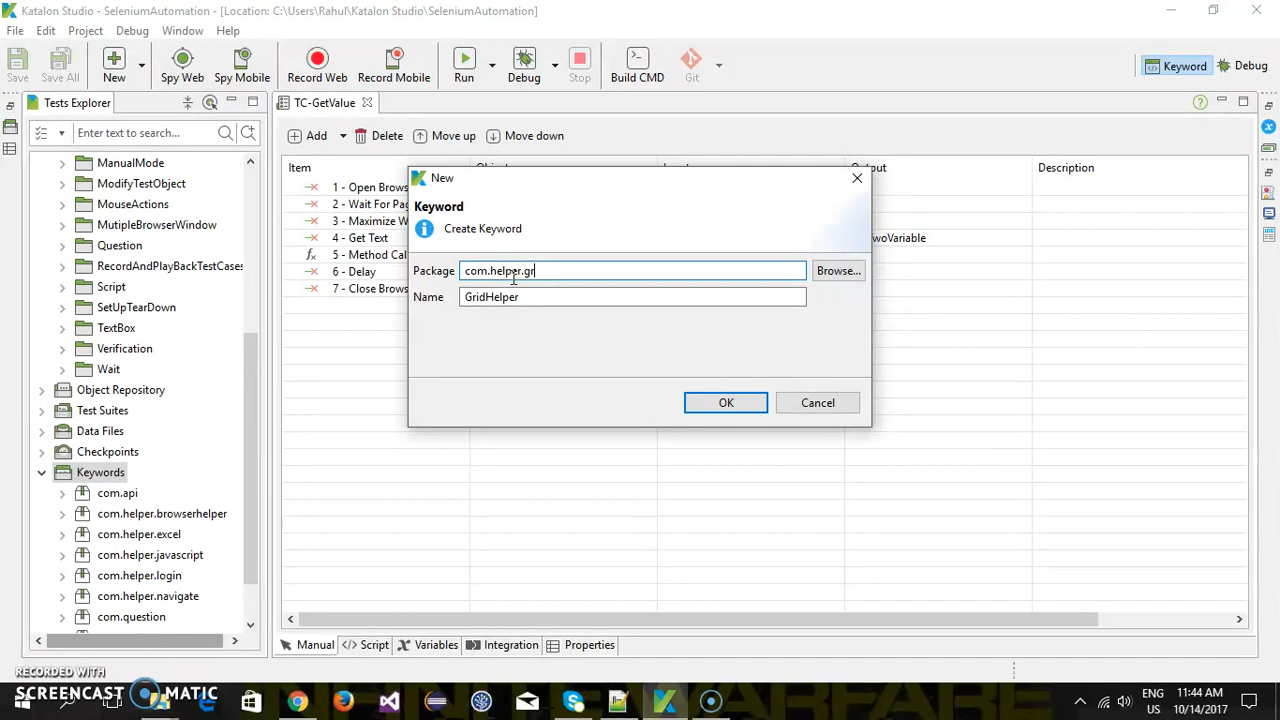 Katalon Studio - SeleniumAutomation - [Location: C:\Users\Rahul\Katalon Studio\SeleniumAutomation]
File Edit Project Debug Window Help
Save Save All New Spy Web Spy Mobile Record Web Record Mobile Run Debug Stop Build CMD Git Keyword Debug
Tests Explorer
Enter text to search...
ManualMode
ModifyTestObject
MouseActions
MutipleBrowserWindow
Question
RecordAndPlayBackTestCases
Script
SetUpTearDown
TextBox
Verification
Wait
Object Repository
Test Suites
Data Files
Checkpoints
Keywords
com.api
com.helper.browserhelper
com.helper.excel
com.helper.javascript
com.helper.login
com.helper.navigate
com.question
TC-GetValue
Add Delete Move up Move down
Item Description
1 - Open Brows
2 - Wait For Pag
3 - Maximize W
4 - Get Text woVariable
5 - Method Cal
6 - Delay
7 - Close Brows
New
Keyword
Create Keyword
Package com.helper.gr Browse...
Name GridHelper
OK Cancel
Manual Script Variables Integration Properties
RECORDED WITH
SCREENCAST MATIC
ENG 11:44 AM
US 10/14/2017